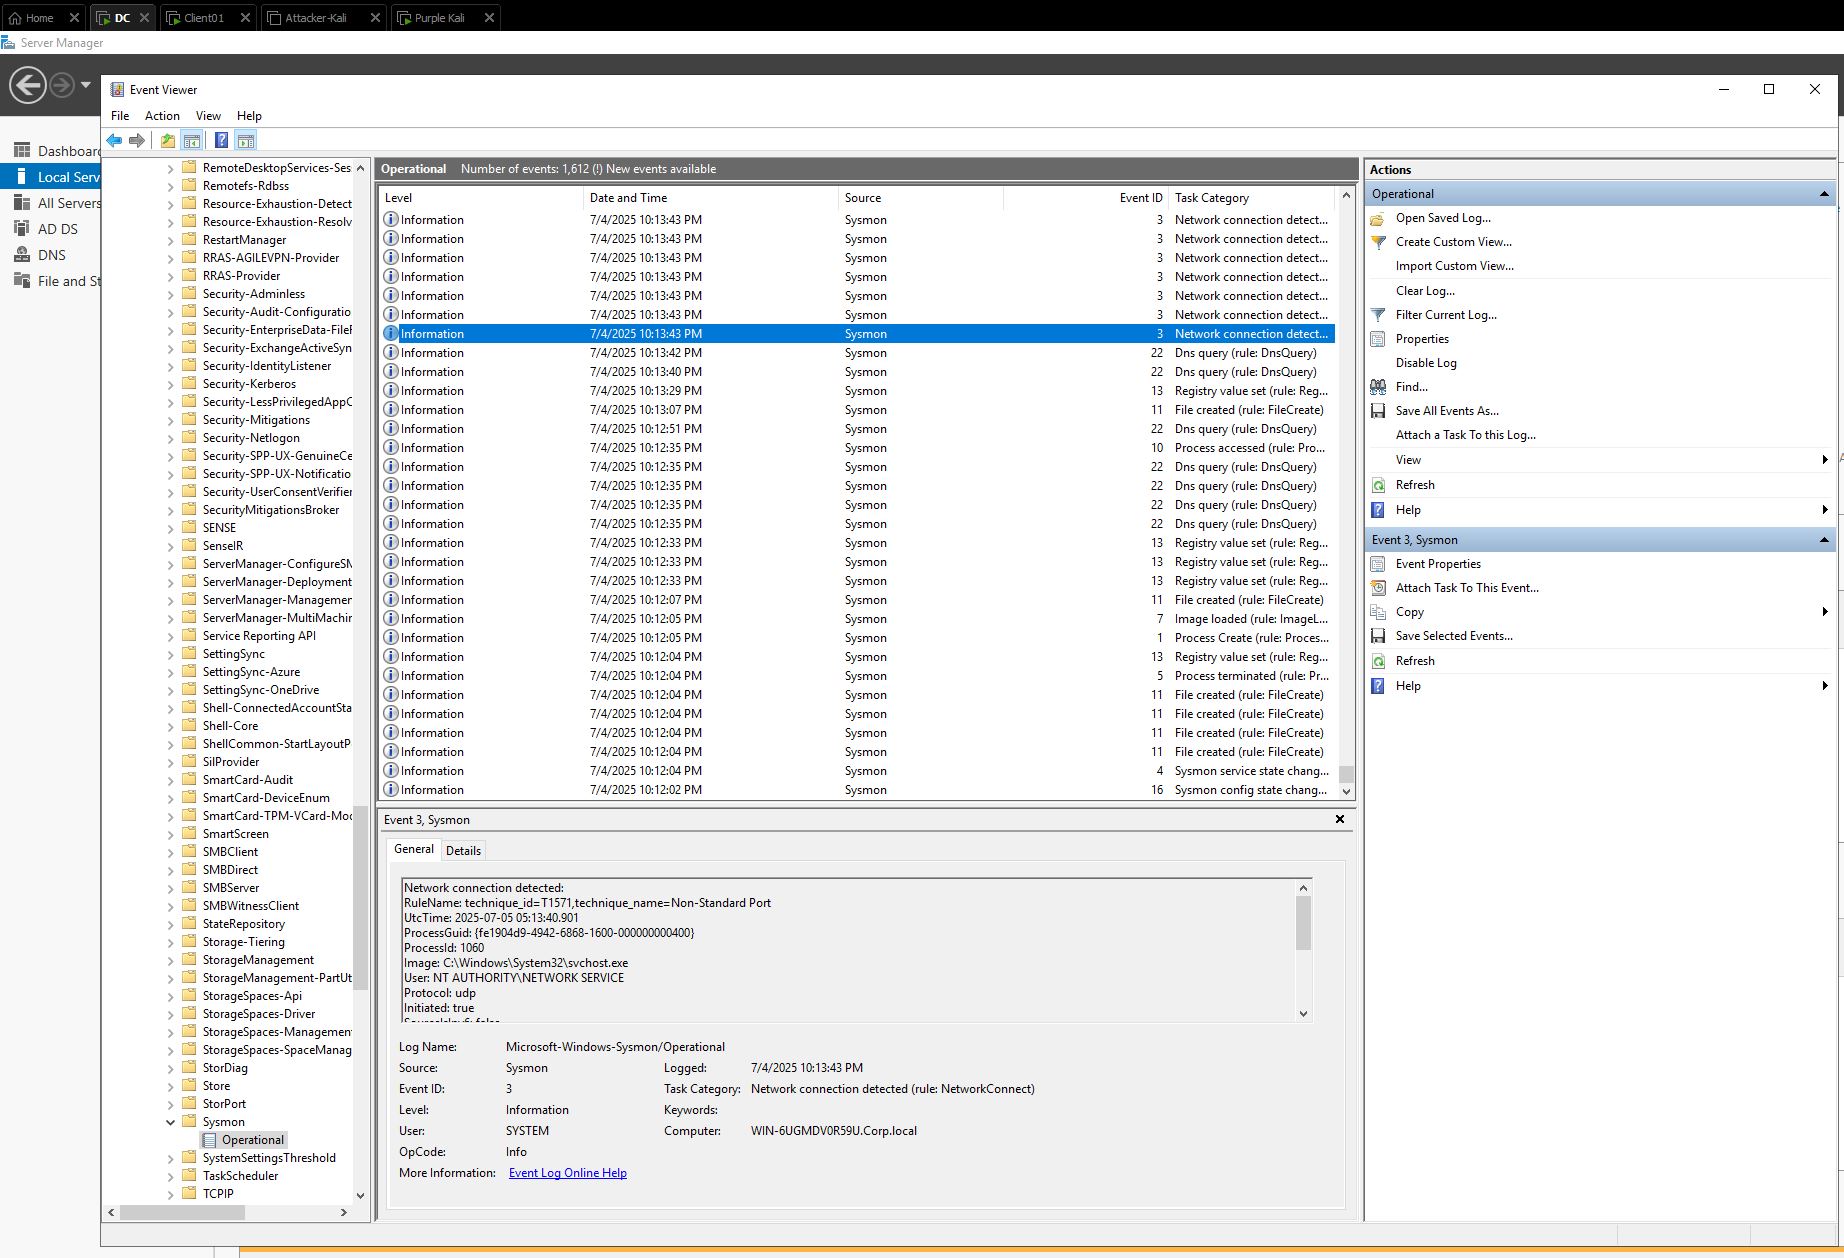 Home
DC
Client01
Attacker-Kali
Purple Kali
Server Manager
Dashboard
Local Serv
All Servers
AD DS
DNS
File and St
Event Viewer
File Action View Help
RemoteDesktopServices-Ses
Remotefs-Rdbss
Resource-Exhaustion-Detect
Resource-Exhaustion-Resolv
RestartManager
RRAS-AGILEVPN-Provider
RRAS-Provider
Security-Adminless
Security-Audit-Configuratio
Security-EnterpriseData-FileR
Security-ExchangeActiveSyn
Security-IdentityListener
Security-Kerberos
Security-LessPrivilegedAppC
Security-Mitigations
Security-Netlogon
Security-SPP-UX-GenuineCe
Security-SPP-UX-Notificatio
Security-UserConsentVerifier
SecurityMitigationsBroker
SENSE
SenseIR
ServerManager-ConfigureSM
ServerManager-Deployment
ServerManager-Managemer
ServerManager-MultiMachir
Service Reporting API
SettingSync
SettingSync-Azure
SettingSync-OneDrive
Shell-ConnectedAccountSta
Shell-Core
ShellCommon-StartLayoutP
SilProvider
SmartCard-Audit
SmartCard-DeviceEnum
SmartCard-TPM-VCard-Moc
SmartScreen
SMBClient
SMBDirect
SMBServer
SMBWitnessClient
StateRepository
Storage-Tiering
StorageManagement
StorageManagement-PartUt
StorageSpaces-Api
StorageSpaces-Driver
StorageSpaces-Management
StorageSpaces-SpaceManag
StorDiag
Store
StorPort
Sysmon
Operational
SystemSettingsThreshold
TaskScheduler
TCPIP
Operational Number of events: 1,612 (!) New events available
Level Date and Time Source Event ID Task Category
Information 7/4/2025 10:13:43 PM Sysmon 3 Network connection detect...
Information 7/4/2025 10:13:43 PM Sysmon 3 Network connection detect...
Information 7/4/2025 10:13:43 PM Sysmon 3 Network connection detect...
Information 7/4/2025 10:13:43 PM Sysmon 3 Network connection detect...
Information 7/4/2025 10:13:43 PM Sysmon 3 Network connection detect...
Information 7/4/2025 10:13:43 PM Sysmon 3 Network connection detect...
Information 7/4/2025 10:13:43 PM Sysmon 3 Network connection detect...
Information 7/4/2025 10:13:42 PM Sysmon 22 Dns query (rule: DnsQuery)
Information 7/4/2025 10:13:40 PM Sysmon 22 Dns query (rule: DnsQuery)
Information 7/4/2025 10:13:29 PM Sysmon 13 Registry value set (rule: Reg...
Information 7/4/2025 10:13:07 PM Sysmon 11 File created (rule: FileCreate)
Information 7/4/2025 10:12:51 PM Sysmon 22 Dns query (rule: DnsQuery)
Information 7/4/2025 10:12:35 PM Sysmon 10 Process accessed (rule: Pro...
Information 7/4/2025 10:12:35 PM Sysmon 22 Dns query (rule: DnsQuery)
Information 7/4/2025 10:12:35 PM Sysmon 22 Dns query (rule: DnsQuery)
Information 7/4/2025 10:12:35 PM Sysmon 22 Dns query (rule: DnsQuery)
Information 7/4/2025 10:12:35 PM Sysmon 22 Dns query (rule: DnsQuery)
Information 7/4/2025 10:12:33 PM Sysmon 13 Registry value set (rule: Reg...
Information 7/4/2025 10:12:33 PM Sysmon 13 Registry value set (rule: Reg...
Information 7/4/2025 10:12:33 PM Sysmon 13 Registry value set (rule: Reg...
Information 7/4/2025 10:12:07 PM Sysmon 11 File created (rule: FileCreate)
Information 7/4/2025 10:12:05 PM Sysmon 7 Image loaded (rule: ImageL...
Information 7/4/2025 10:12:05 PM Sysmon 1 Process Create (rule: Proces...
Information 7/4/2025 10:12:04 PM Sysmon 13 Registry value set (rule: Reg...
Information 7/4/2025 10:12:04 PM Sysmon 5 Process terminated (rule: Pr...
Information 7/4/2025 10:12:04 PM Sysmon 11 File created (rule: FileCreate)
Information 7/4/2025 10:12:04 PM Sysmon 11 File created (rule: FileCreate)
Information 7/4/2025 10:12:04 PM Sysmon 11 File created (rule: FileCreate)
Information 7/4/2025 10:12:04 PM Sysmon 11 File created (rule: FileCreate)
Information 7/4/2025 10:12:04 PM Sysmon 4 Sysmon service state chang...
Information 7/4/2025 10:12:02 PM Sysmon 16 Sysmon config state chang...
Event 3, Sysmon
General Details
Network connection detected:
RuleName: technique_id=T1571,technique_name=Non-Standard Port
UtcTime: 2025-07-05 05:13:40.901
ProcessGuid: {fe1904d9-4942-6868-1600-000000000400}
ProcessId: 1060
Image: C:\Windows\System32\svchost.exe
User: NT AUTHORITY\NETWORK SERVICE
Protocol: udp
Initiated: true
SourceIsIpv6: false
Log Name: Microsoft-Windows-Sysmon/Operational
Source: Sysmon Logged: 7/4/2025 10:13:43 PM
Event ID: 3 Task Category: Network connection detected (rule: NetworkConnect)
Level: Information Keywords:
User: SYSTEM Computer: WIN-6UGMDV0R59U.Corp.local
OpCode: Info
More Information: Event Log Online Help
Actions
Operational
Open Saved Log...
Create Custom View...
Import Custom View...
Clear Log...
Filter Current Log...
Properties
Disable Log
Find...
Save All Events As...
Attach a Task To this Log...
View
Refresh
Help
Event 3, Sysmon
Event Properties
Attach Task To This Event...
Copy
Save Selected Events...
Refresh
Help